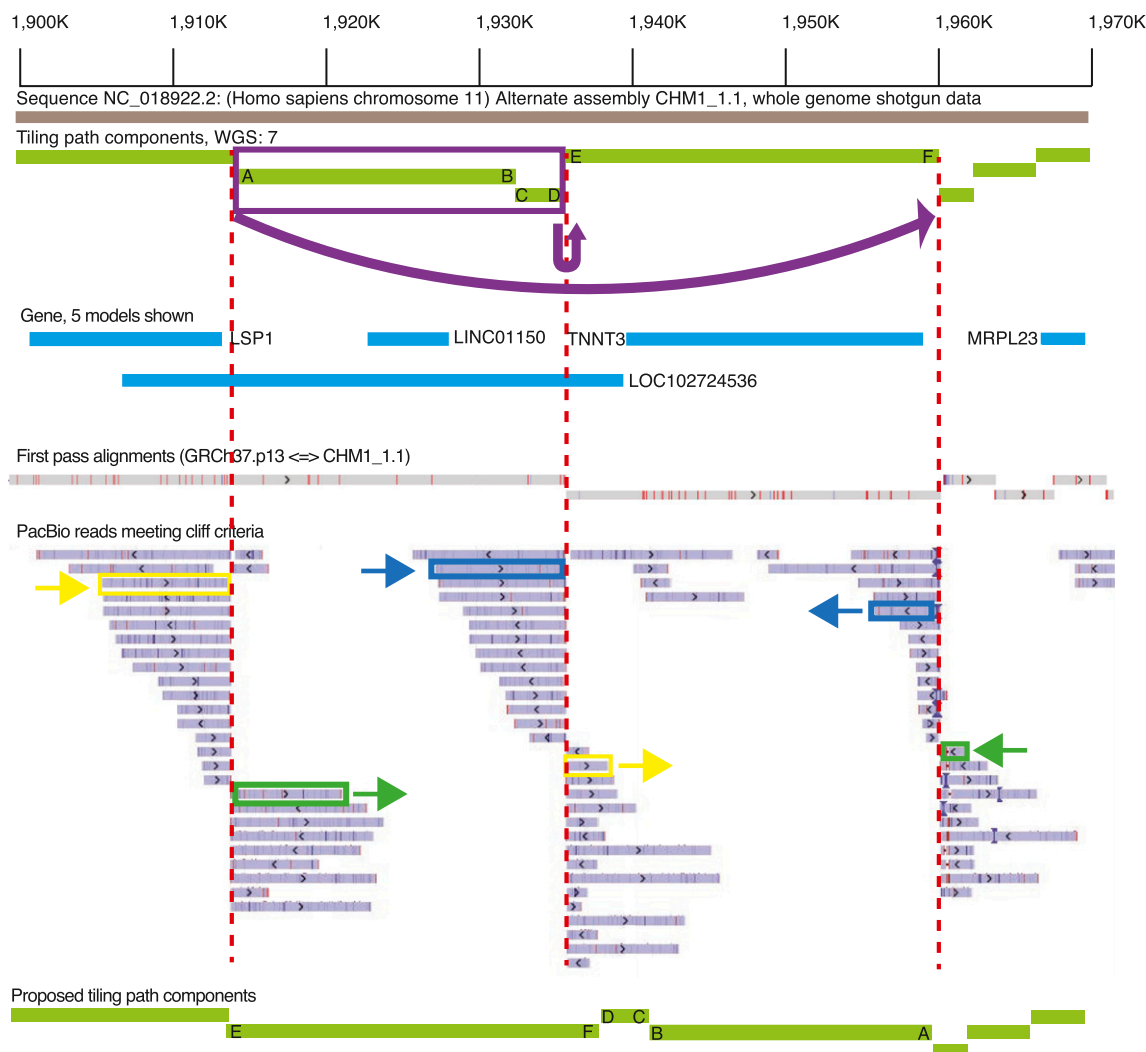 1,900K 1,910K 1,920K 1,930K 1,940K 1,950K 1,960K 1,970K
Sequence NC_018922.2: (Homo sapiens chromosome 11) Alternate assembly CHM1_1.1, whole genome shotgun data
Tiling path components, WGS: 7
E F
A B
C D
Gene, 5 models shown
LSP1 LINC01150 TNNT3 MRPL23
LOC102724536
First pass alignments (GRCh37.p13 <=> CHM1_1.1)
PacBio reads meeting cliff criteria
Proposed tiling path components
D C
E F B A